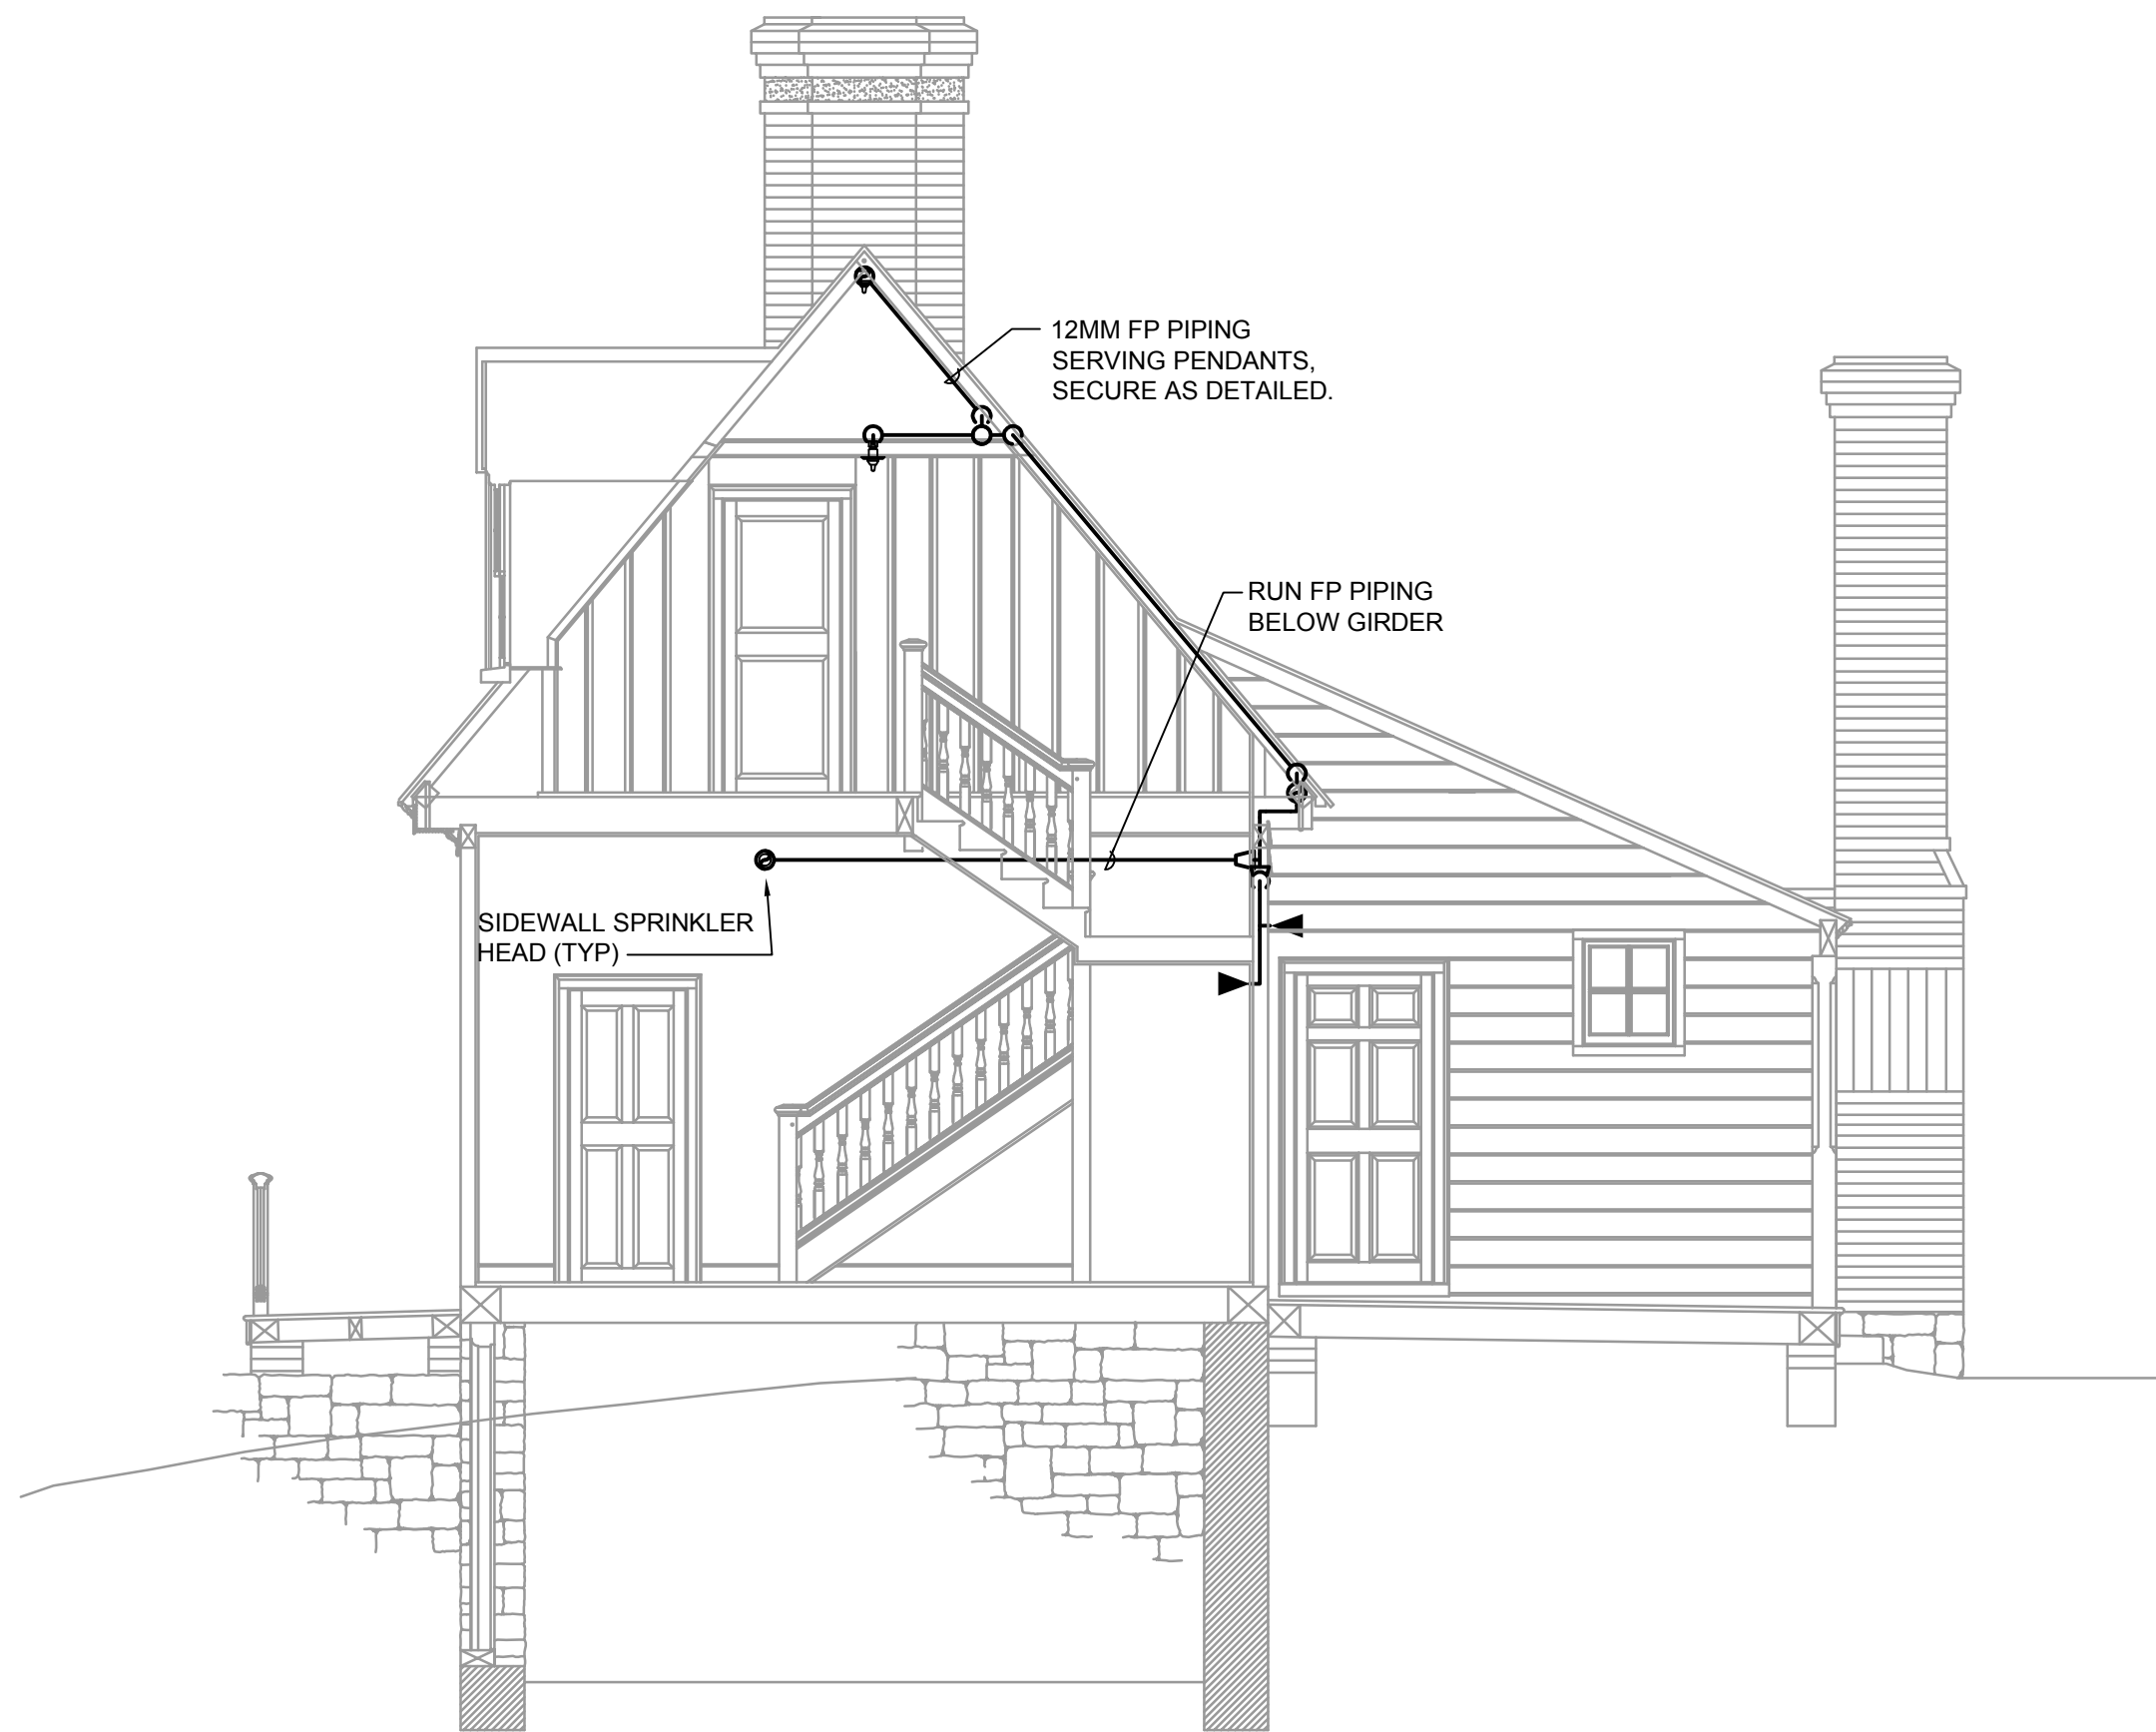 12MM FP PIPING
SERVING PENDANTS,
SECURE AS DETAILED.
RUN FP PIPING
BELOW GIRDER
SIDEWALL SPRINKLER
HEAD (TYP)